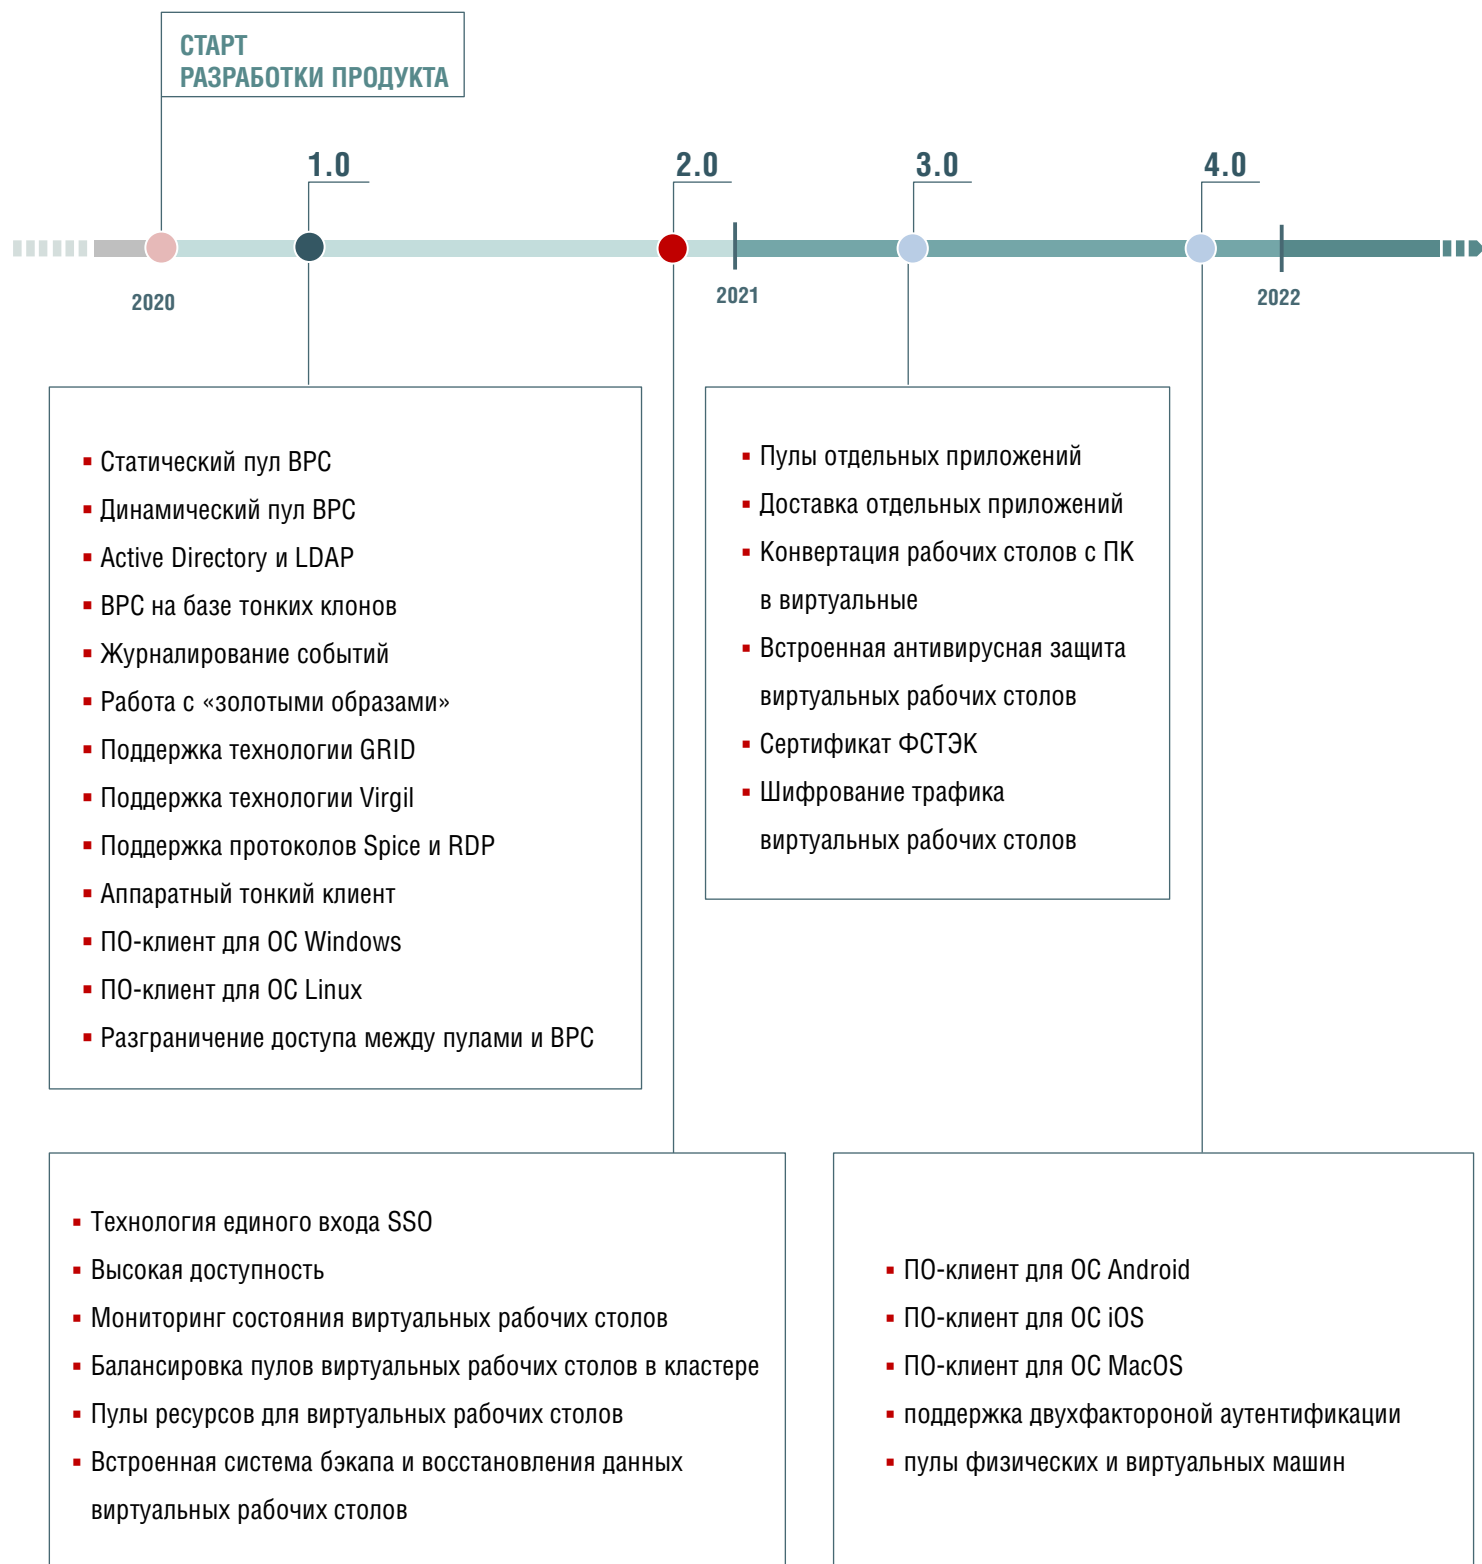 СТАРТ
РАЗРАБОТКИ ПРОДУКТА
1.0
2.0
3.0
4.0
2020
2021
2022
Статический пул ВРС
Динамический пул ВРС
Active Directory и LDAP
ВРС на базе тонких клонов
Журналирование событий
Работа с «золотыми образами»
Поддержка технологии GRID
Поддержка технологии Virgil
Поддержка протоколов Spice и RDP
Аппаратный тонкий клиент
ПО-клиент для ОС Windows
ПО-клиент для ОС Linux
Разграничение доступа между пулами и ВРС
Пулы отдельных приложений
Доставка отдельных приложений
Конвертация рабочих столов с ПК
в виртуальные
Встроенная антивирусная защита
виртуальных рабочих столов
Сертификат ФСТЭК
Шифрование трафика
виртуальных рабочих столов
Технология единого входа SSO
Высокая доступность
Мониторинг состояния виртуальных рабочих столов
Балансировка пулов виртуальных рабочих столов в кластере
Пулы ресурсов для виртуальных рабочих столов
Встроенная система бэкапа и восстановления данных
виртуальных рабочих столов
ПО-клиент для ОС Android
ПО-клиент для ОС iOS
ПО-клиент для ОС MacOS
поддержка двухфактороной аутентификации
пулы физических и виртуальных машин